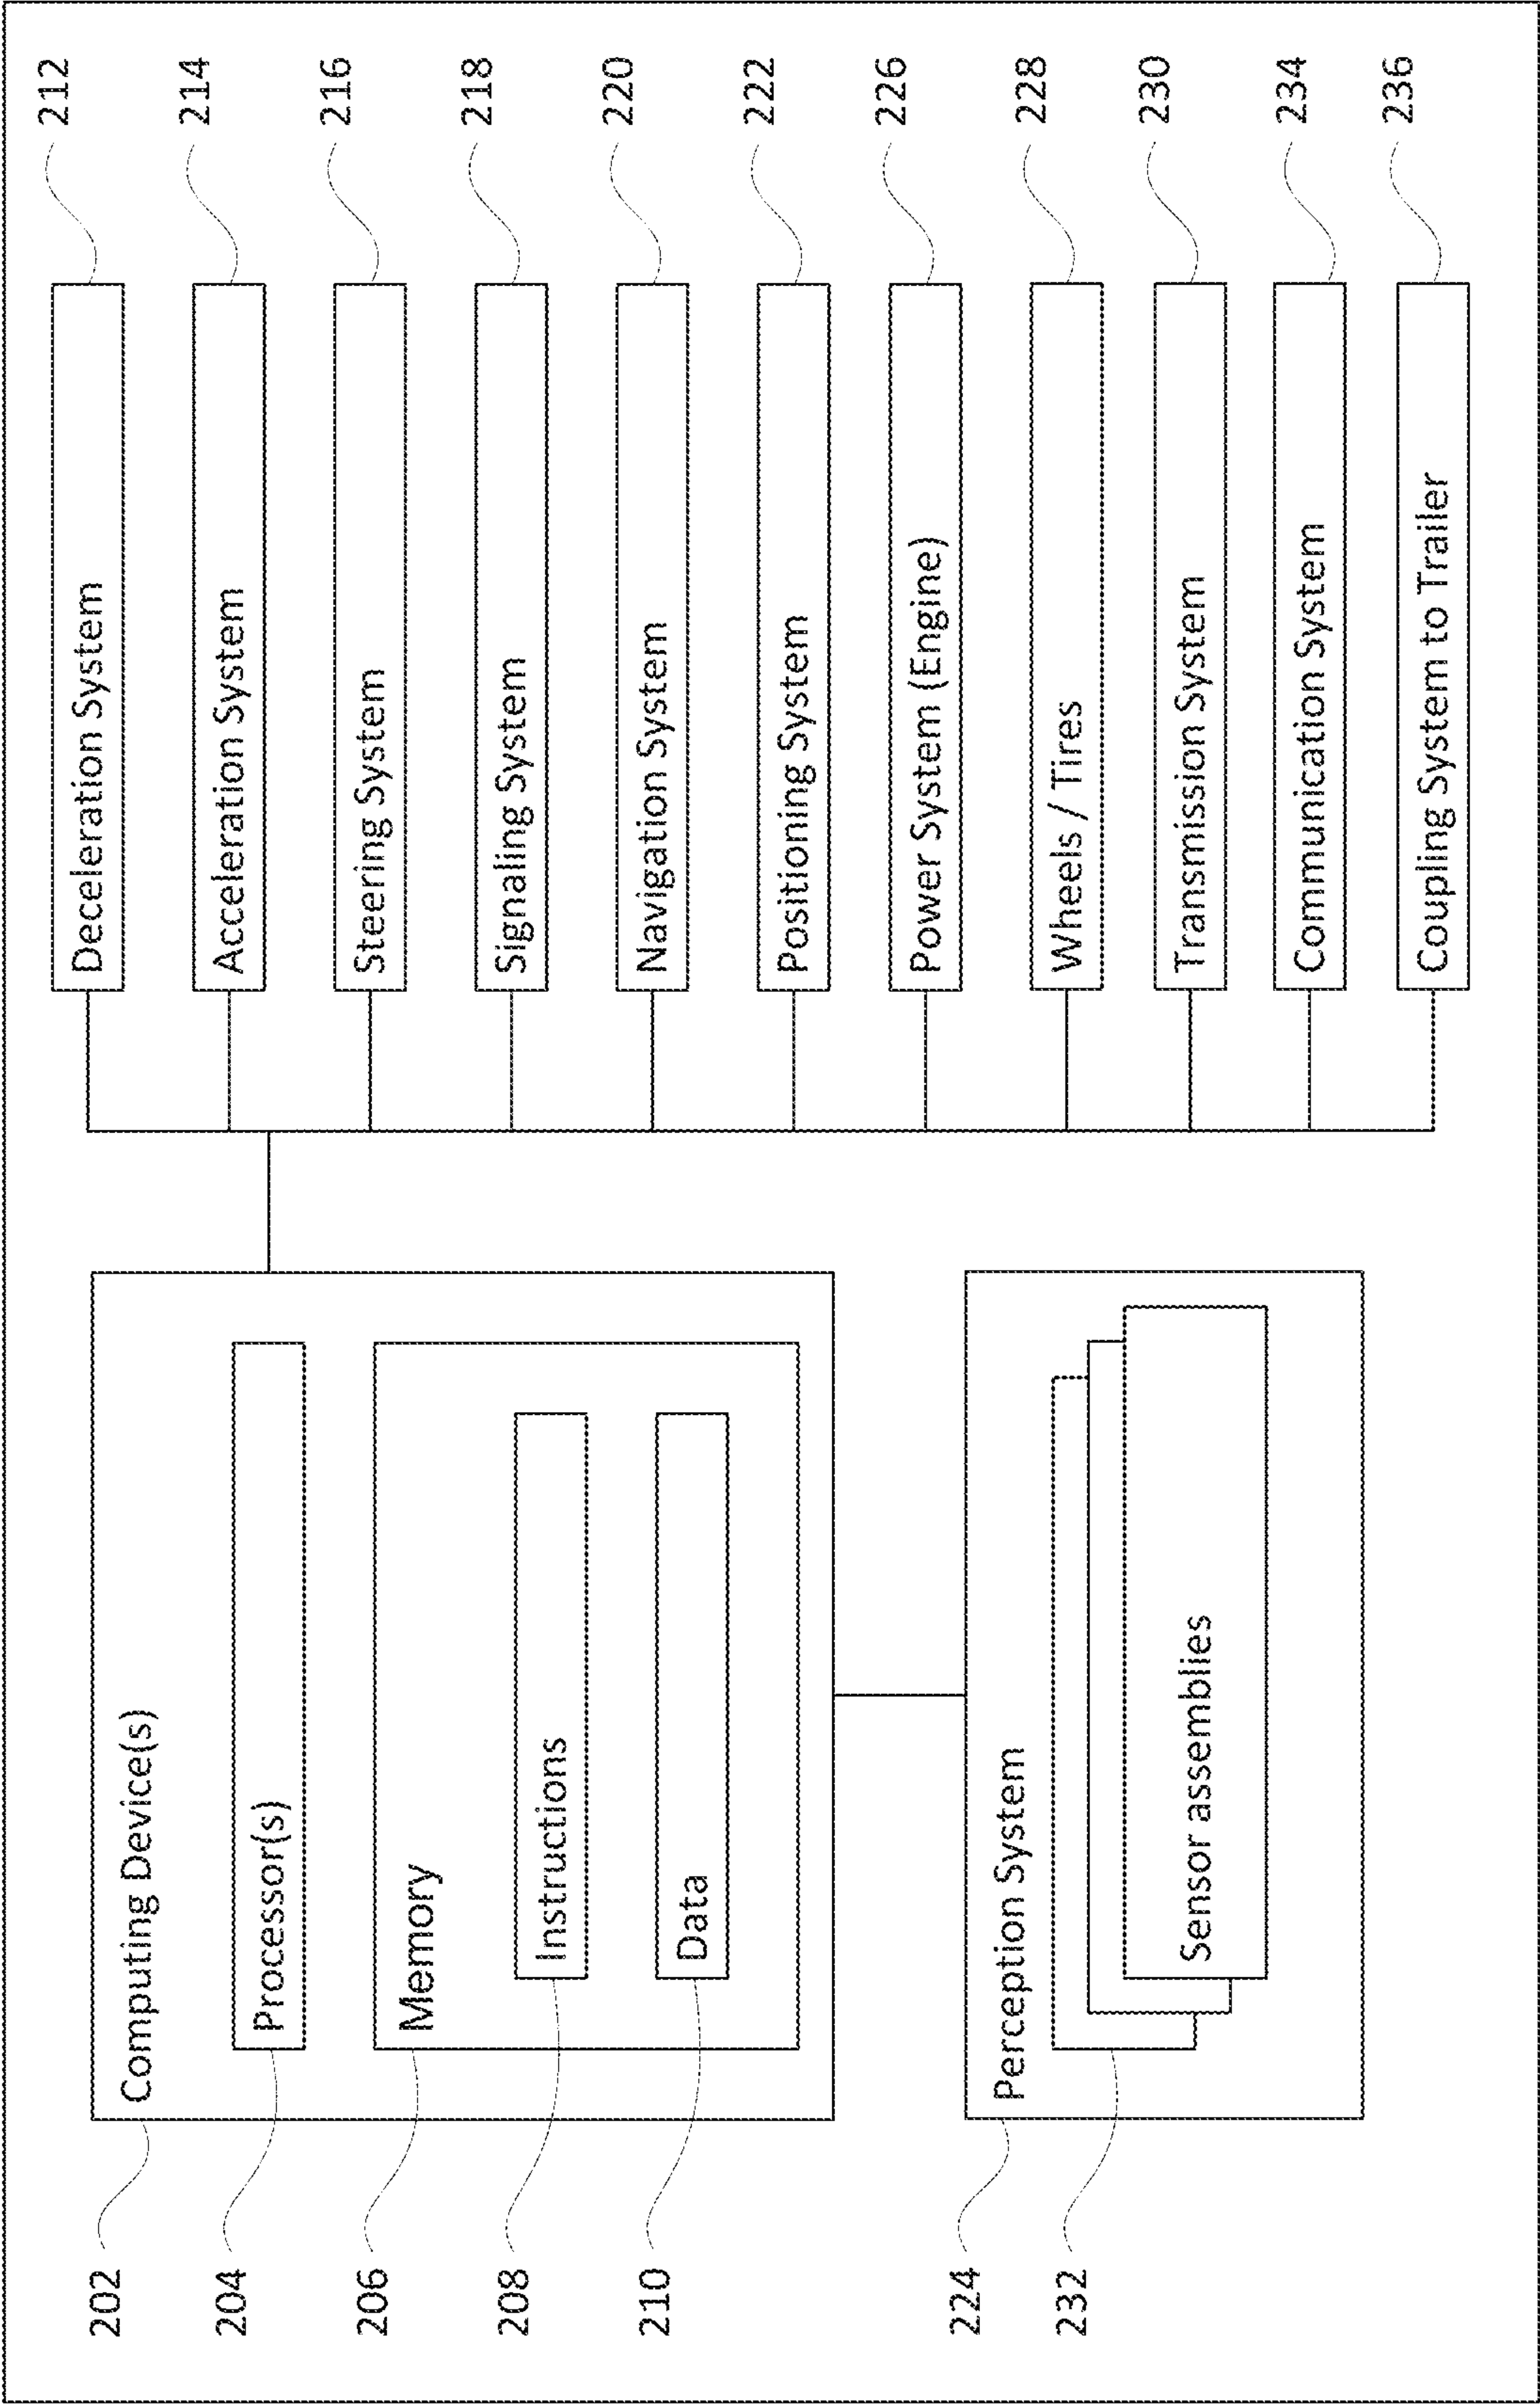 202
Computing Device(s)
204
Processor(s)
206
Memory
208
Instructions
210
Data
224
Perception System
232
Sensor assemblies
Deceleration System
212
Acceleration System
214
Steering System
216
Signaling System
218
Navigation System
220
Positioning System
222
Power System (Engine)
226
Wheels / Tires
228
Transmission System
230
Communication System
234
Coupling System to Trailer
236